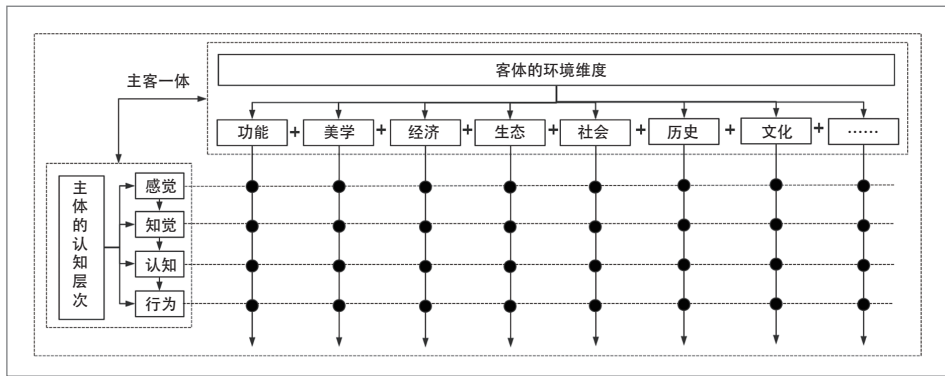 客体的环境维度
主客一体
功能 + 美学 + 经济 + 生态 + 社会 + 历史 + 文化 + ……
主体的认知层次
感觉
知觉
认知
行为